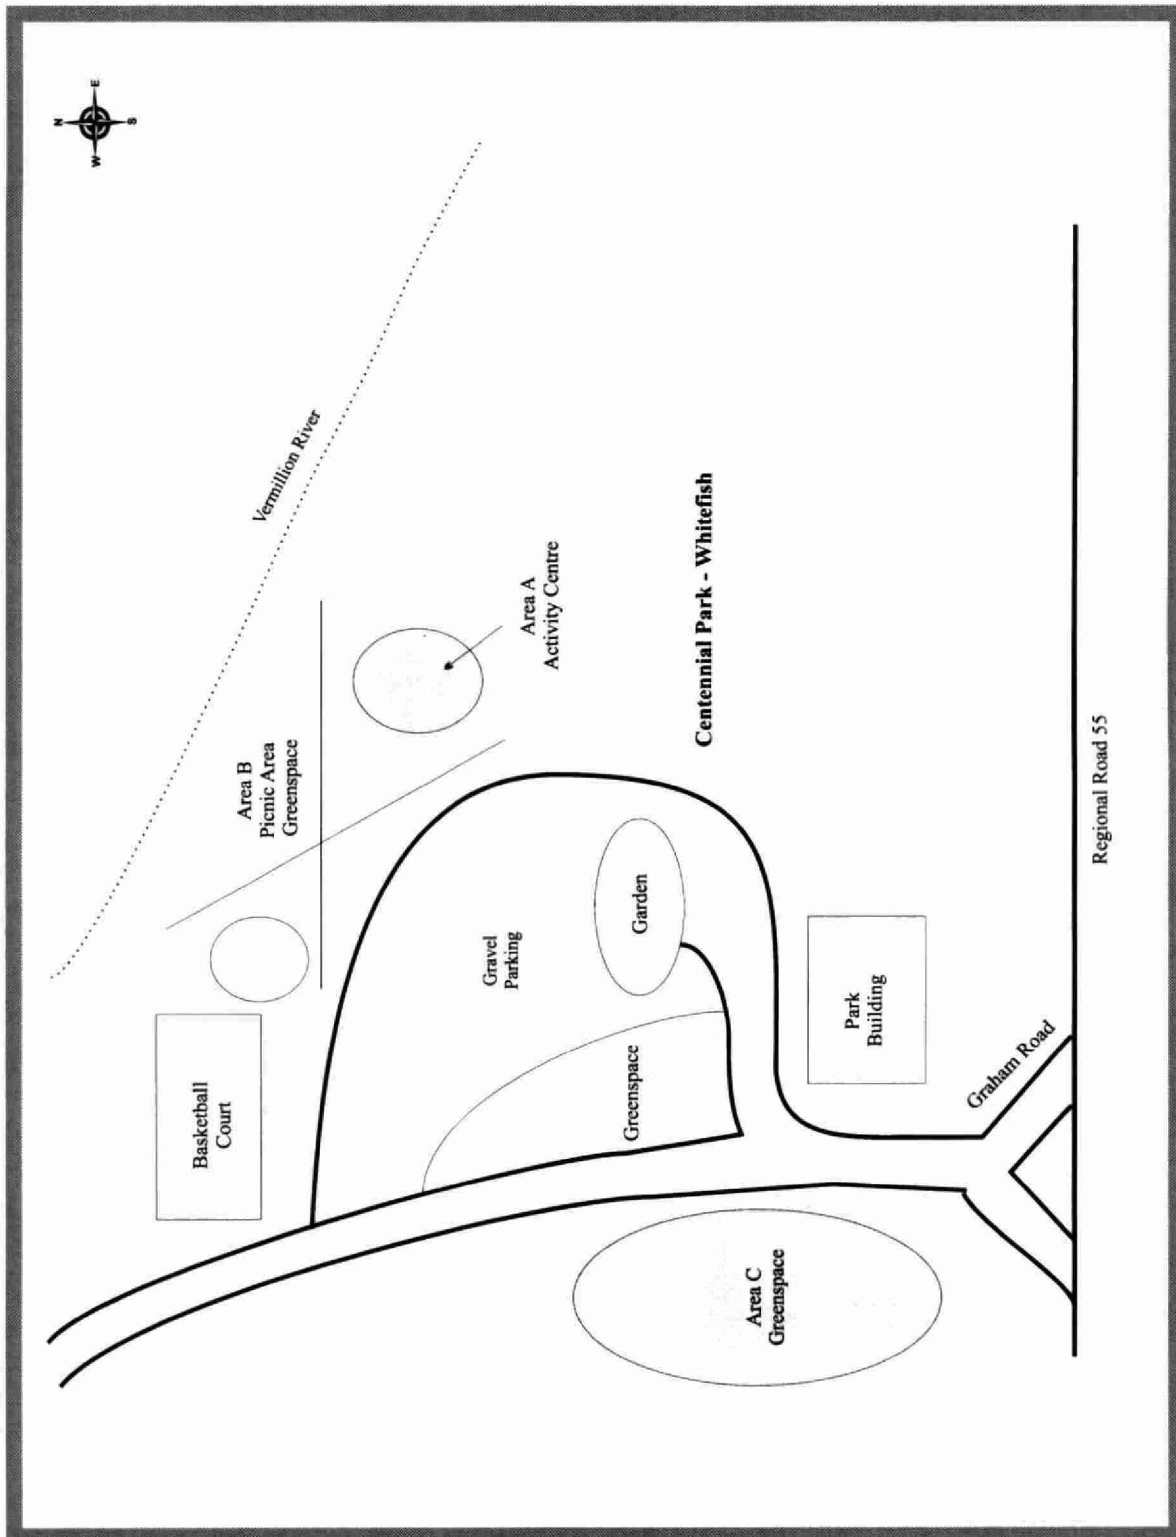 N
E
S
W
Vermillion River
Area B
Picnic Area
Greenspace
Area A
Activity Centre
Basketball
Court
Gravel
Parking
Garden
Greenspace
Centennial Park - Whitefish
Park
Building
Area C
Greenspace
Graham Road
Regional Road 55